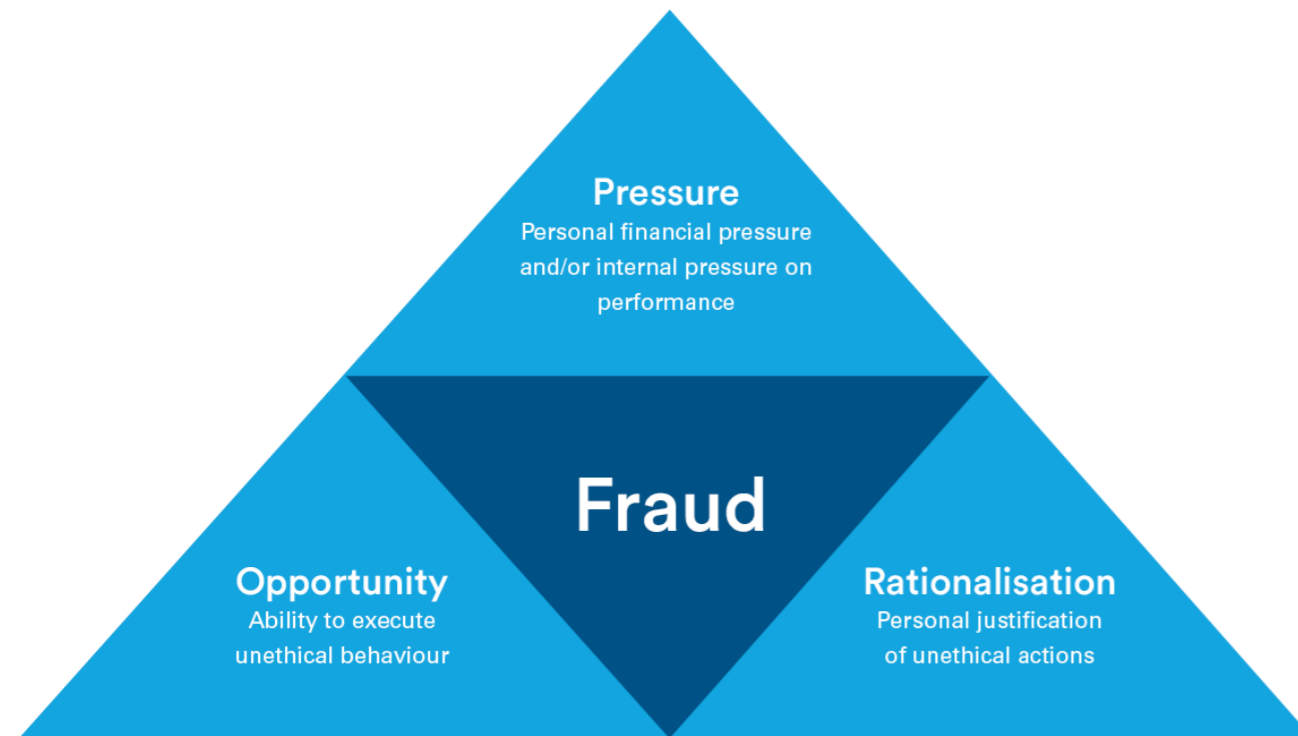 Pressure
Personal financial pressure
and/or internal pressure on
performance
Fraud
Opportunity
Ability to execute
unethical behaviour
Rationalisation
Personal justification
of unethical actions